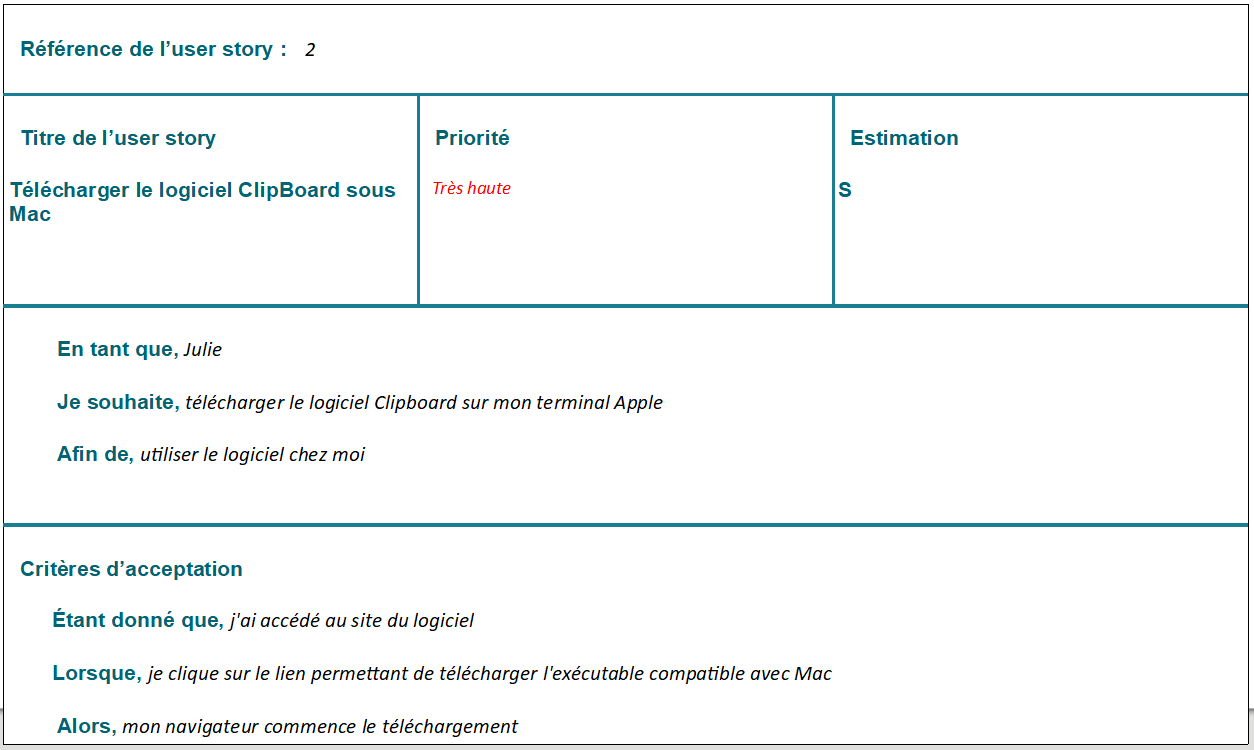 Référence de l’user story : 2
Titre de l’user story
Télécharger le logiciel ClipBoard sous
Mac
Priorité
Très haute
Estimation
S
En tant que, Julie
Je souhaite, télécharger le logiciel Clipboard sur mon terminal Apple
Afin de, utiliser le logiciel chez moi
Critères d’acceptation
Étant donné que, j'ai accédé au site du logiciel
Lorsque, je clique sur le lien permettant de télécharger l'exécutable compatible avec Mac
Alors, mon navigateur commence le téléchargement